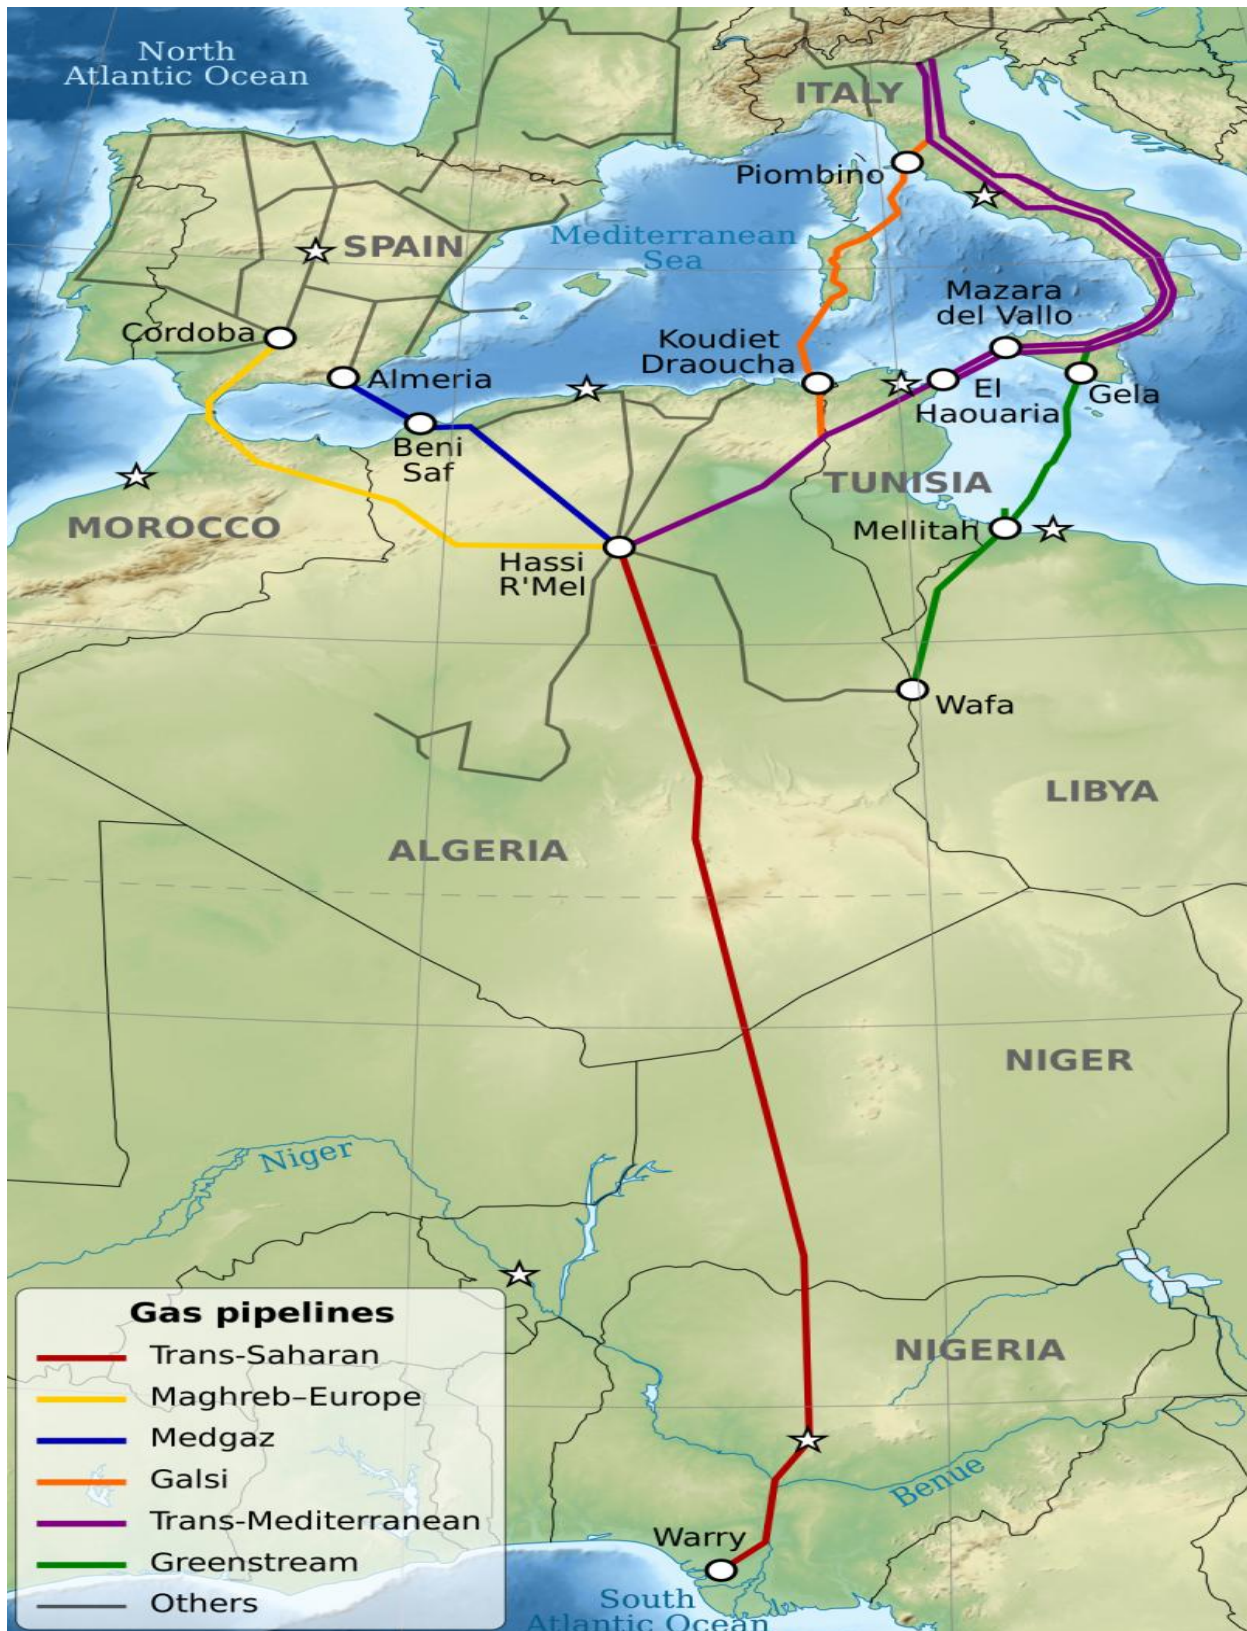 North
Atlantic Ocean
ITALY
Piombino
SPAIN
Mediterranean
Sea
Mazara
del Vallo
Cordoba
Koudiet
Draoucha
Almeria
El
Haouaria
Gela
Beni
Saf
TUNISIA
MOROCCO
Mellitah
Hassi
R'Mel
Wafa
LIBYA
ALGERIA
NIGER
Niger
NIGERIA
Benue
Warry
South
Atlantic Ocean
Gas pipelines
Trans-Saharan
Maghreb–Europe
Medgaz
Galsi
Trans-Mediterranean
Greenstream
Others